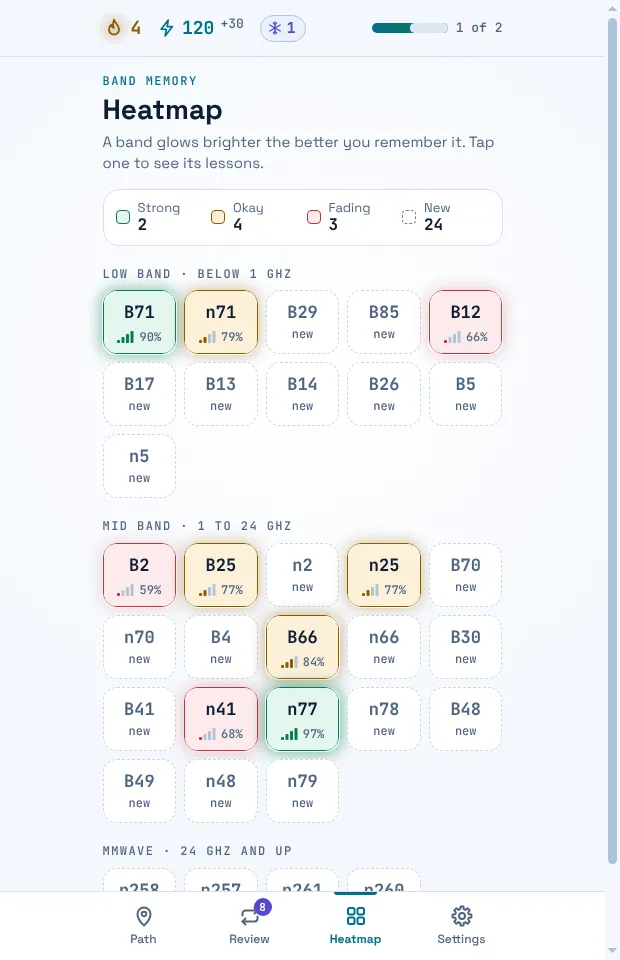 4 120 +30 1 1 of 2
BAND MEMORY
Heatmap
A band glows brighter the better you remember it. Tap
one to see its lessons.
Strong Okay Fading New
2 4 3 24
LOW BAND · BELOW 1 GHZ
B71 n71 B29 B85 B12
90% 79% new new 66%
B17 B13 B14 B26 B5
new new new new new
n5
new
MID BAND · 1 TO 24 GHZ
B2 B25 n2 n25 B70
59% 77% new 77% new
n70 B4 B66 n66 B30
new new 84% new new
B41 n41 n77 n78 B48
new 68% 97% new new
B49 n48 n79
new new new
MMWAVE · 24 GHZ AND UP
n258 n257 n261 n260
8
Path Review Heatmap Settings